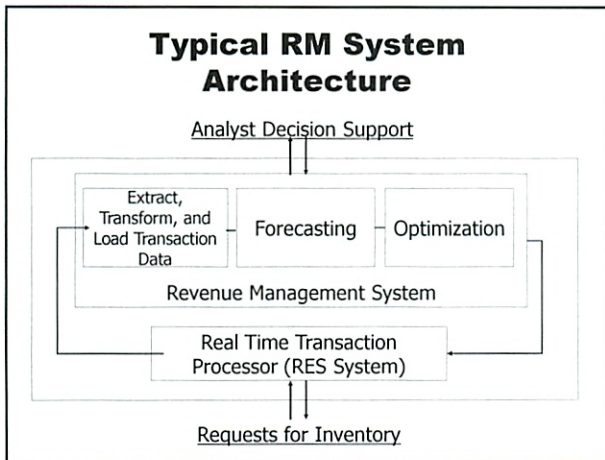 Typical RM System
Architecture
Analyst Decision Support
Extract,
Transform, and
Load Transaction
Data
Forecasting
Optimization
Revenue Management System
Real Time Transaction
Processor (RES System)
Requests for Inventory